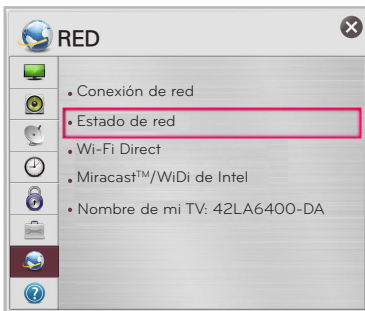 RED
Conexión de red
Estado de red
Wi-Fi Direct
Miracast™/WiDi de Intel
Nombre de mi TV: 42LA6400-DA